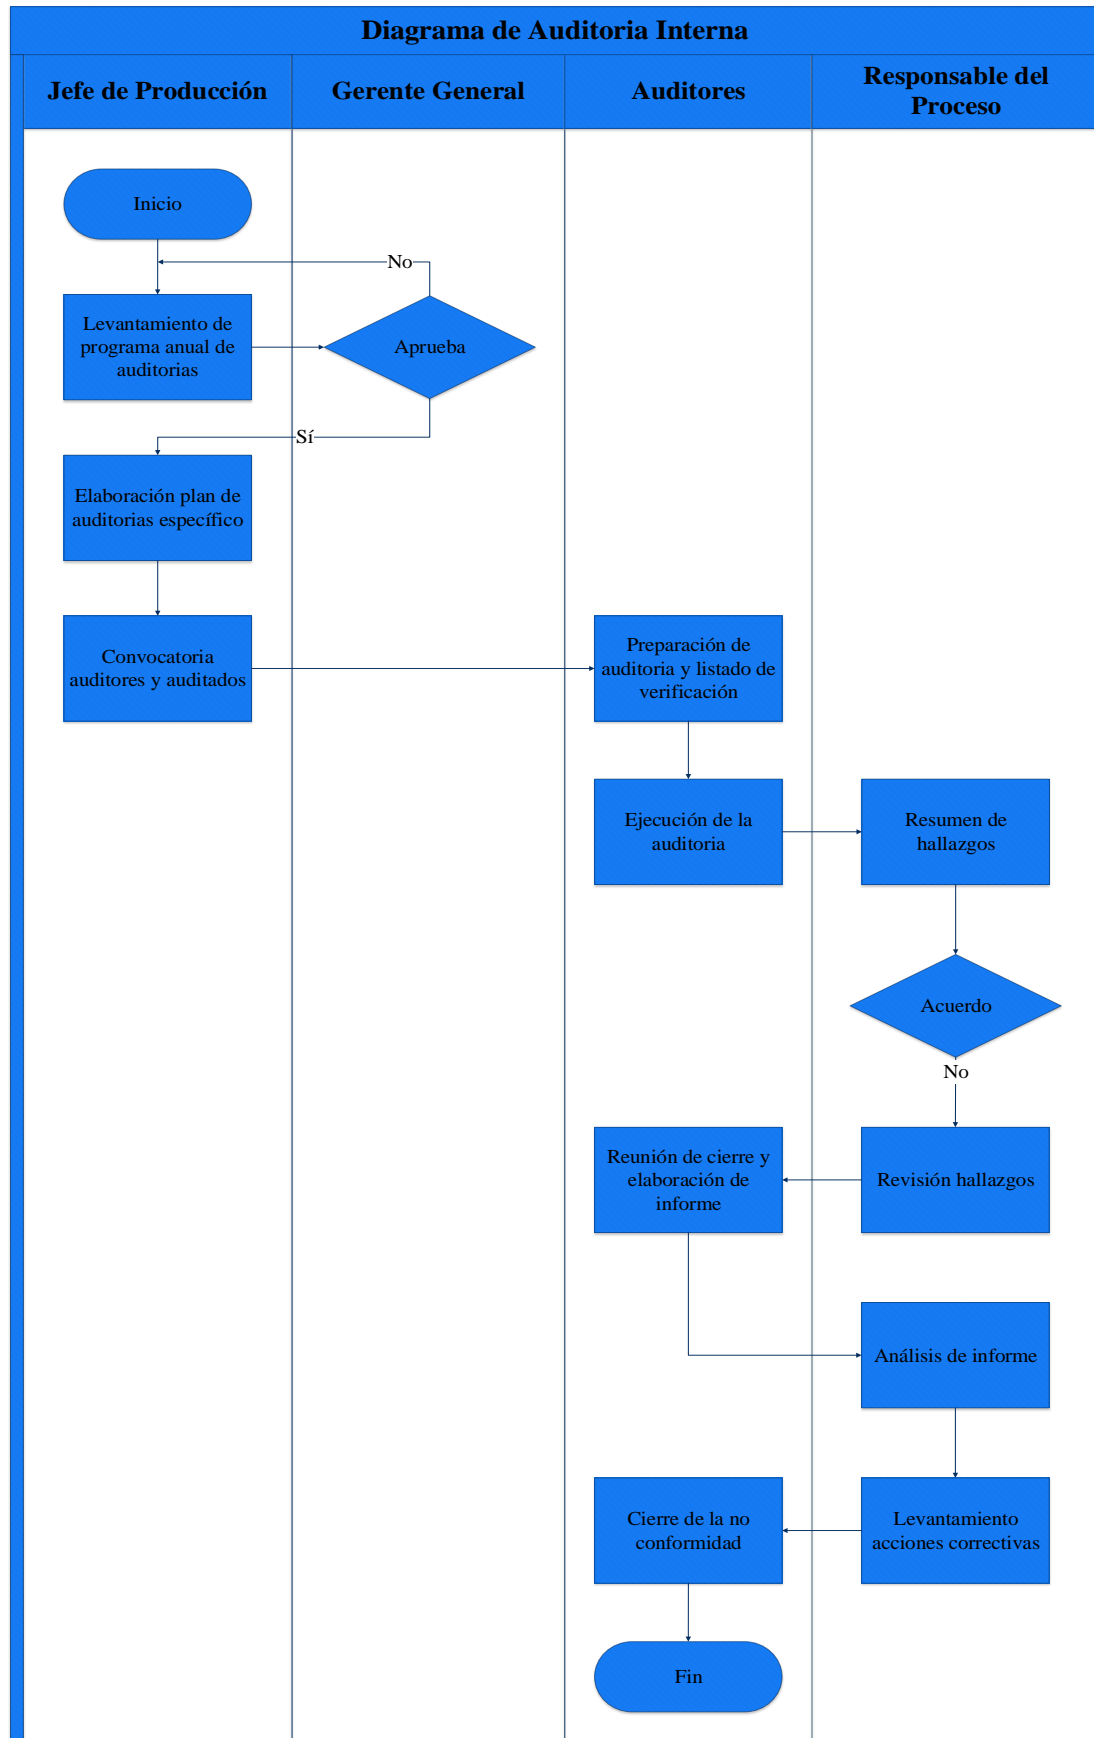 Diagrama de Auditoria Interna
Jefe de Producción
Gerente General
Auditores
Responsable del
Proceso
Inicio
No
Levantamiento de
programa anual de
auditorias
Aprueba
Sí
Elaboración plan de
auditorias específico
Convocatoria
auditores y auditados
Preparación de
auditoria y listado de
verificación
Ejecución de la
auditoria
Resumen de
hallazgos
Acuerdo
No
Reunión de cierre y
elaboración de
informe
Revisión hallazgos
Análisis de informe
Cierre de la no
conformidad
Levantamiento
acciones correctivas
Fin